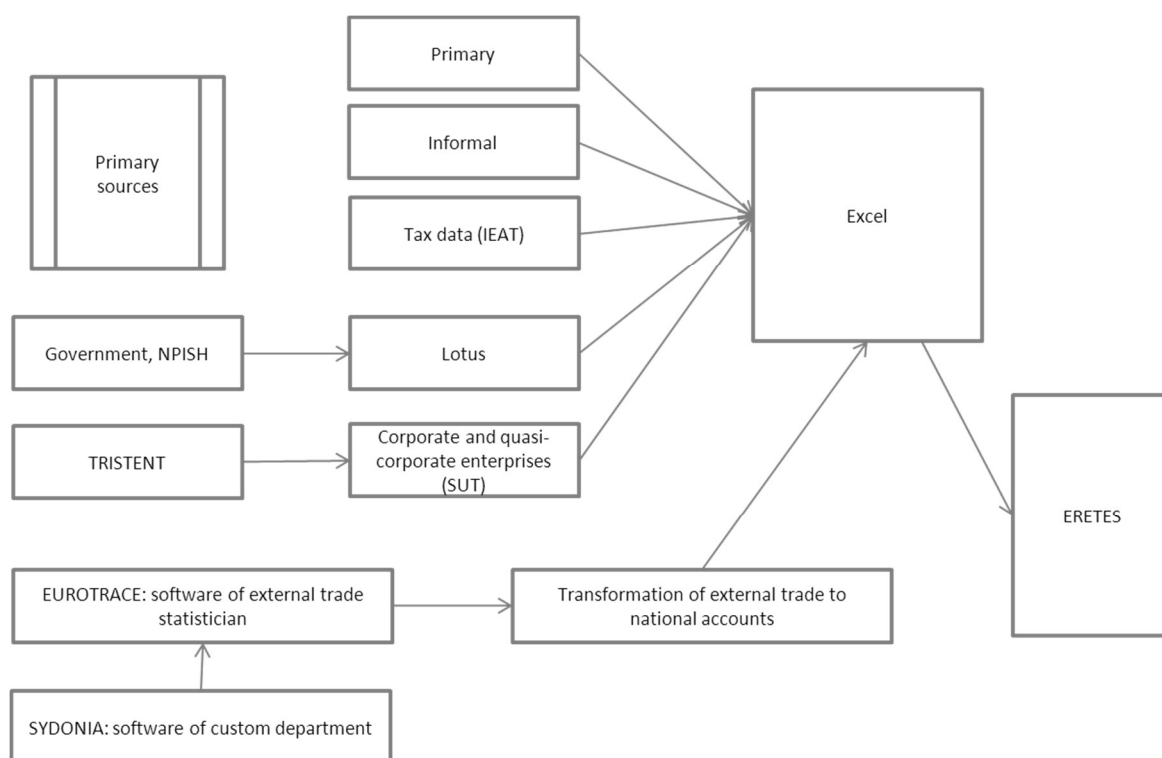 Primary
Primary
sources
Informal
Excel
Tax data (IEAT)
Government, NPISH
Lotus
TRISTENT
Corporate and quasi-
corporate enterprises
(SUT)
ERETES
EUROTRACE: software of external trade
statistician
Transformation of external trade to
national accounts
SYDONIA: software of custom department